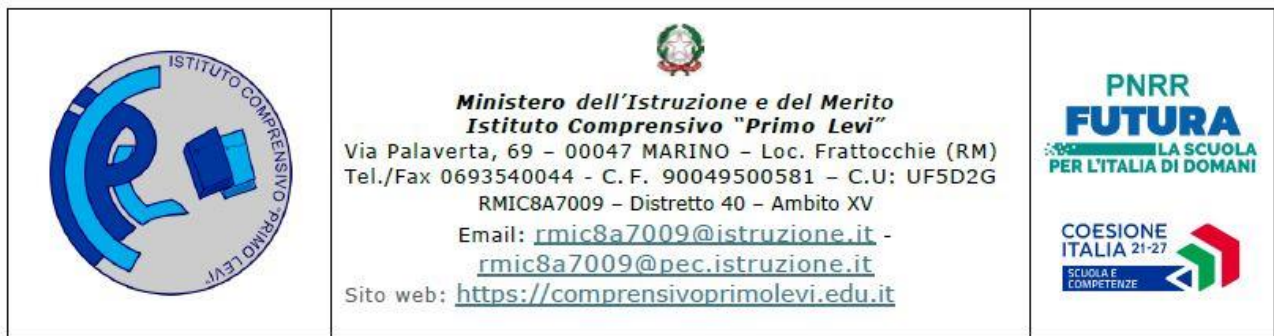 ISTITUTO COMPRENSIVO "PRIMO LEVI"
Ministero dell'Istruzione e del Merito
Istituto Comprensivo "Primo Levi"
Via Palaverta, 69 – 00047 MARINO – Loc. Frattocchie (RM)
Tel./Fax 0693540044 - C.F. 90049500581 – C.U: UF5D2G
RMIC8A7009 – Distretto 40 – Ambito XV
Email: rmic8a7009@istruzione.it -
rmic8a7009@pec.istruzione.it
Sito web: https://comprensivoprimolevi.edu.it
PNRR
FUTURA
LA SCUOLA
PER L'ITALIA DI DOMANI
COESIONE
ITALIA 21-27
SCUOLA E
COMPETENZE